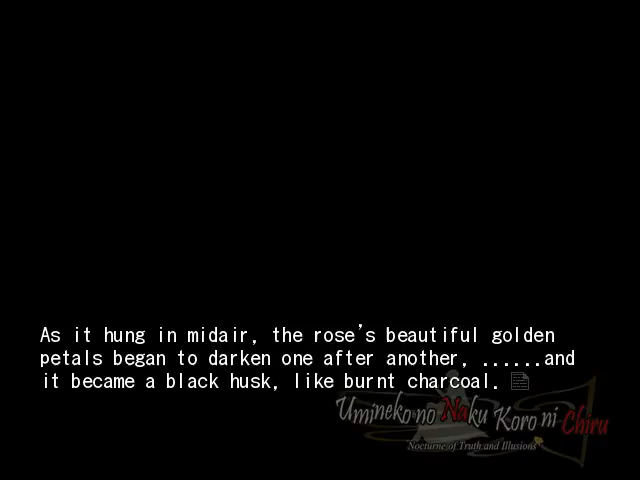 As it hung in midair, the rose's beautiful golden
petals began to darken one after another, ......and
it became a black husk, like burnt charcoal.
Umineko no Naku Koro ni Chiru
Nocturne of Truth and Illusions